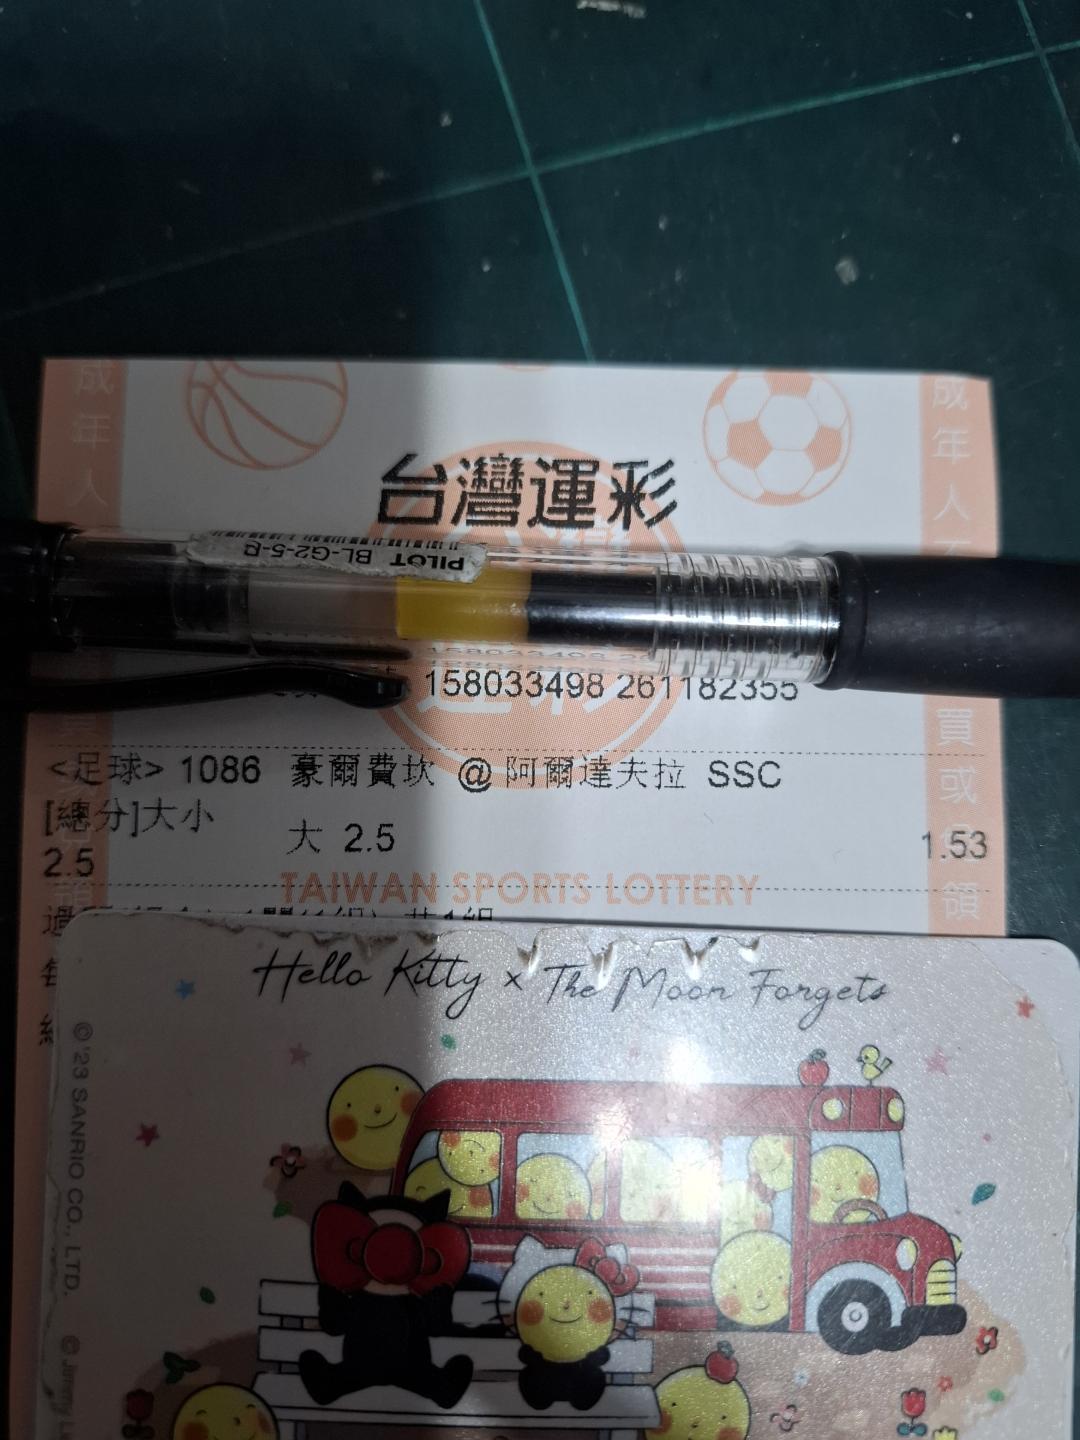 成年人
成年人
台灣運彩
PILOT BL-G2-5-B
158033498 261182355
買或
領
<足球> 1086 豪爾費坎 @ 阿爾達夫拉 SSC
[總分]大小
2.5
大 2.5
1.53
TAIWAN SPORTS LOTTERY
Hello Kitty x The Moon Forgets
©'23 SANRIO CO., LTD.